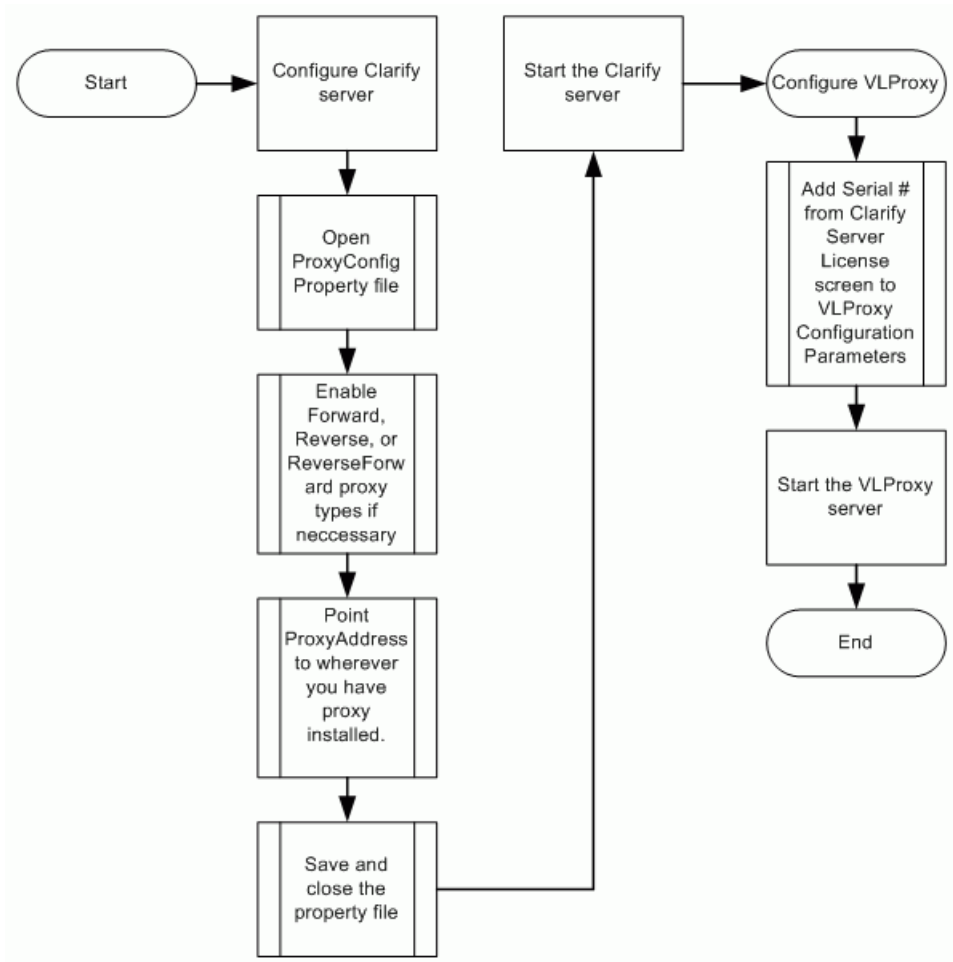 Start
Configure Clarify
server
Open
ProxyConfig
Property file
Enable
Forward,
Reverse, or
ReverseForw
ard proxy
types if
neccessary
Point
ProxyAddress
to wherever
you have
proxy
installed.
Save and
close the
property file
Start the Clarify
server
Configure VLProxy
Add Serial #
from Clarify
Server
License
screen to
VLProxy
Configuration
Parameters
Start the VLProxy
server
End